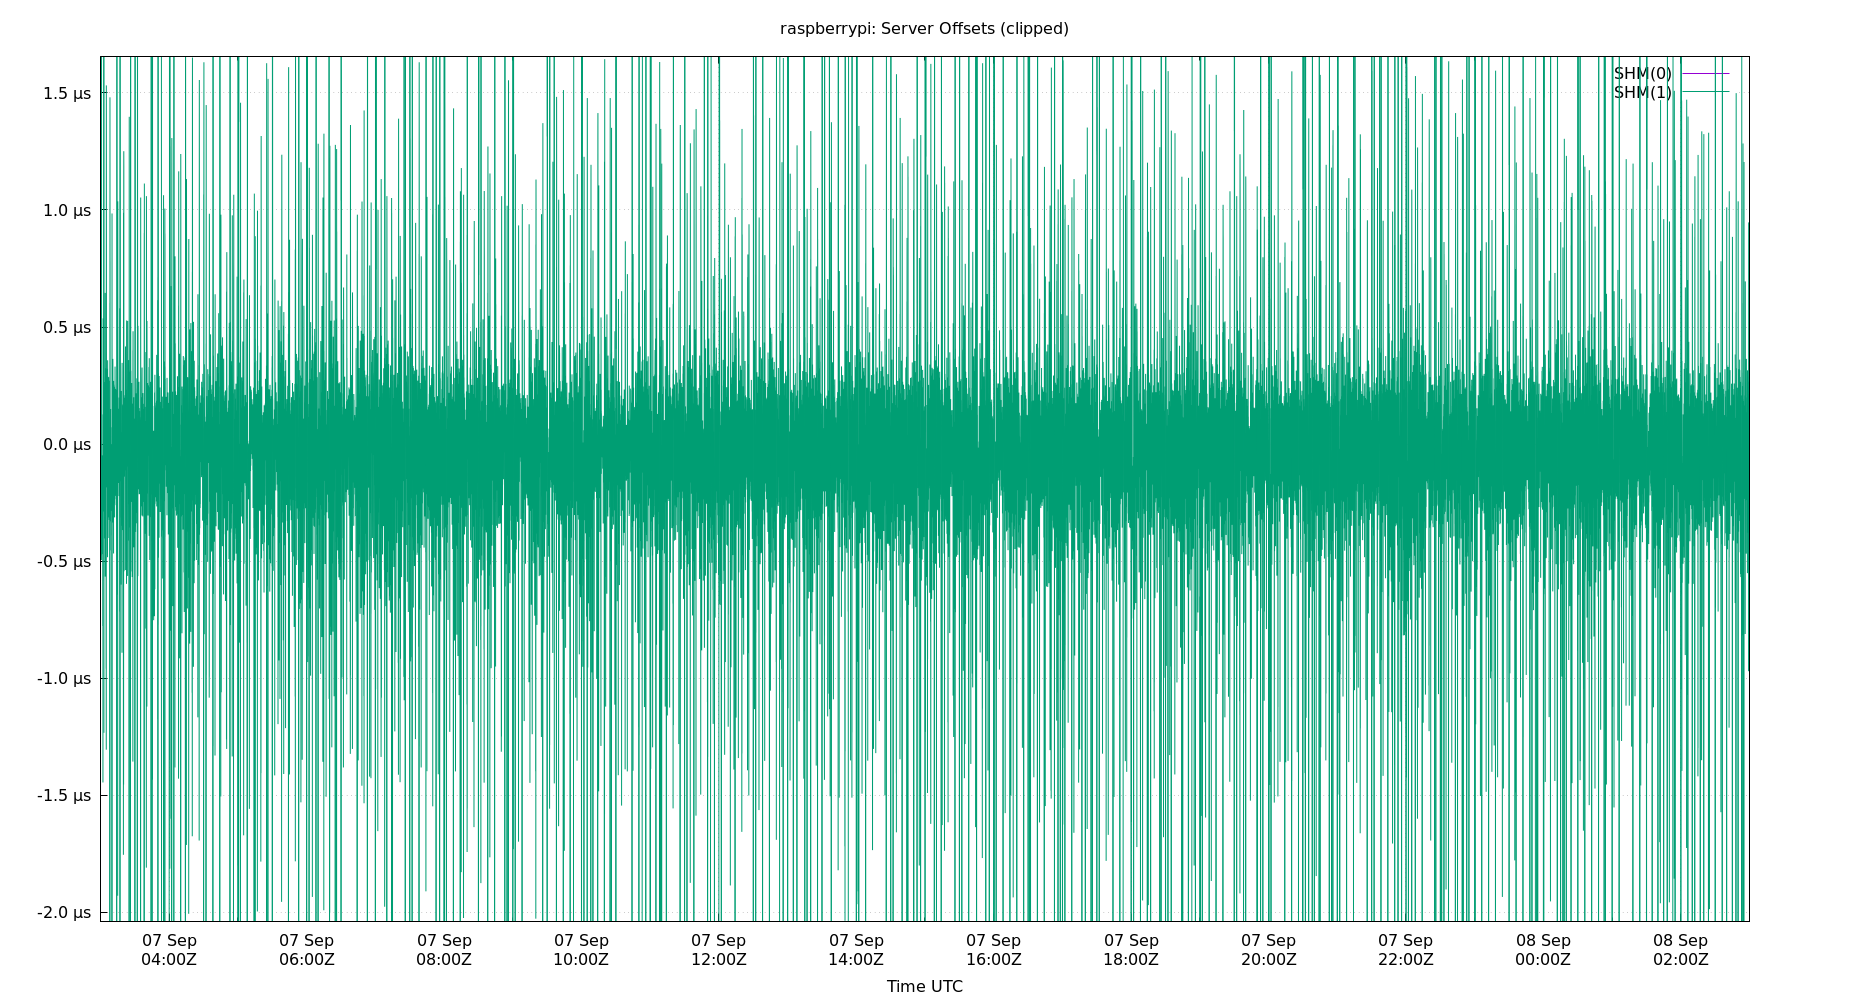 raspberrypi: Server Offsets (clipped)
SHM(0)
SHM(1)
1.5 µs
1.0 µs
0.5 µs
0.0 µs
-0.5 µs
-1.0 µs
-1.5 µs
-2.0 µs
07 Sep 07 Sep 07 Sep 07 Sep 07 Sep 07 Sep 07 Sep 07 Sep 07 Sep 07 Sep 08 Sep 08 Sep
04:00Z 06:00Z 08:00Z 10:00Z 12:00Z 14:00Z 16:00Z 18:00Z 20:00Z 22:00Z 00:00Z 02:00Z
Time UTC